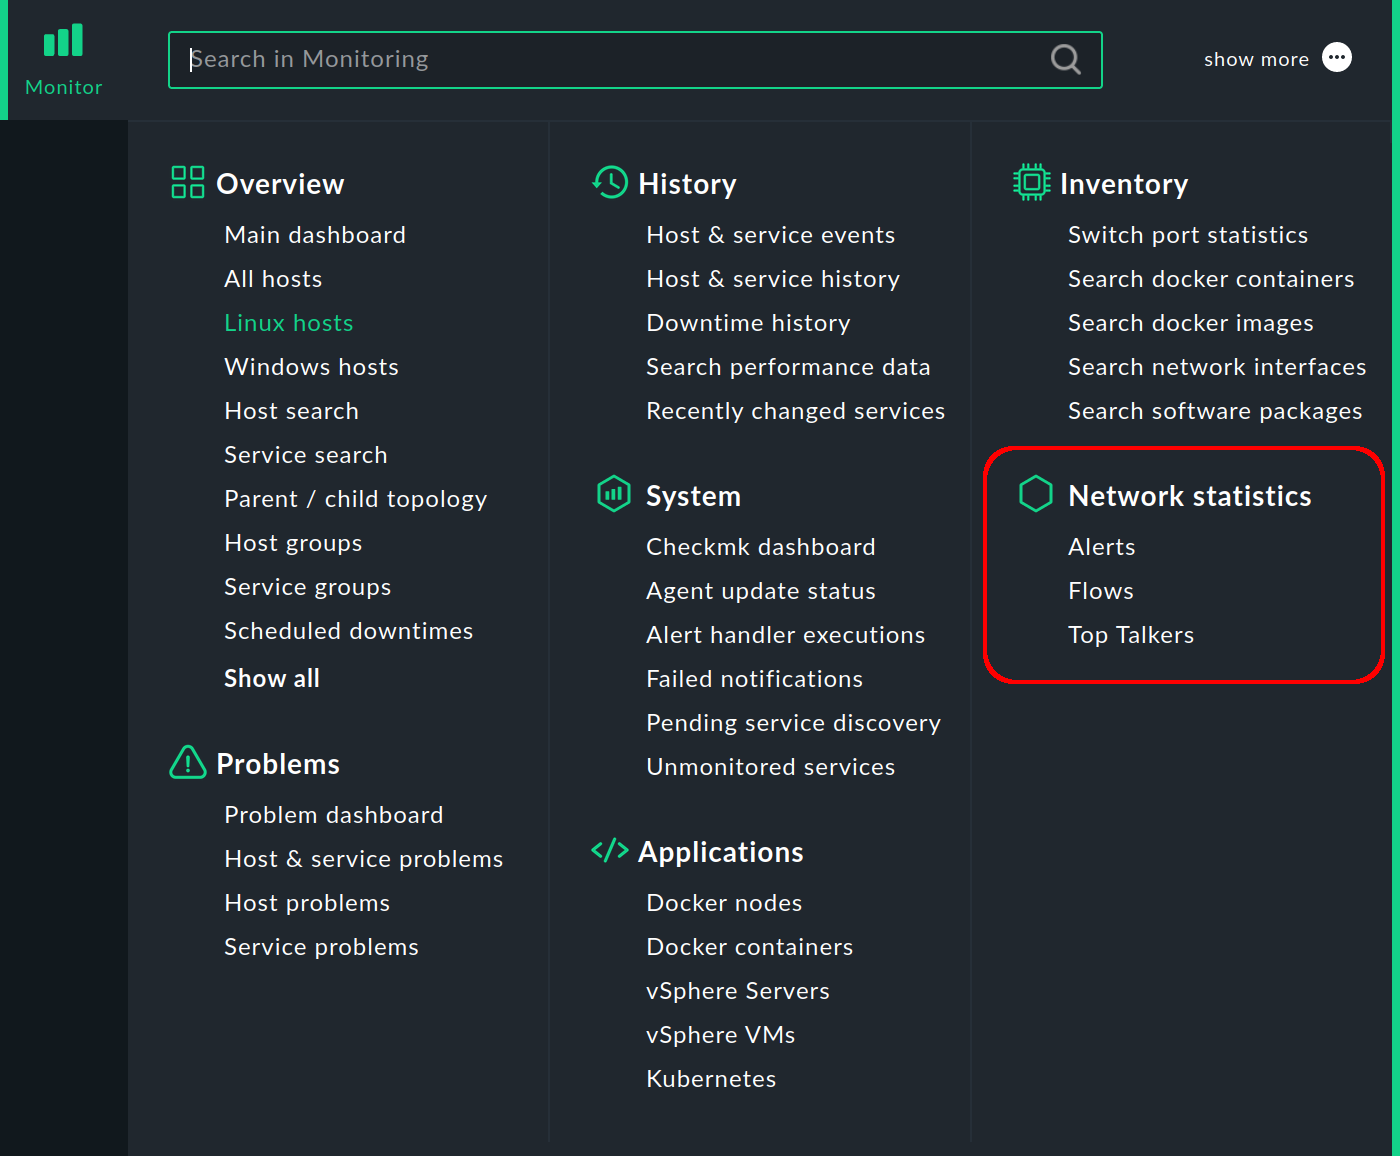 Monitor
Search in Monitoring
show more
Overview
Main dashboard
All hosts
Linux hosts
Windows hosts
Host search
Service search
Parent / child topology
Host groups
Service groups
Scheduled downtimes
Show all
Problems
Problem dashboard
Host & service problems
Host problems
Service problems
History
Host & service events
Host & service history
Downtime history
Search performance data
Recently changed services
System
Checkmk dashboard
Agent update status
Alert handler executions
Failed notifications
Pending service discovery
Unmonitored services
Applications
Docker nodes
Docker containers
vSphere Servers
vSphere VMs
Kubernetes
Inventory
Switch port statistics
Search docker containers
Search docker images
Search network interfaces
Search software packages
Network statistics
Alerts
Flows
Top Talkers